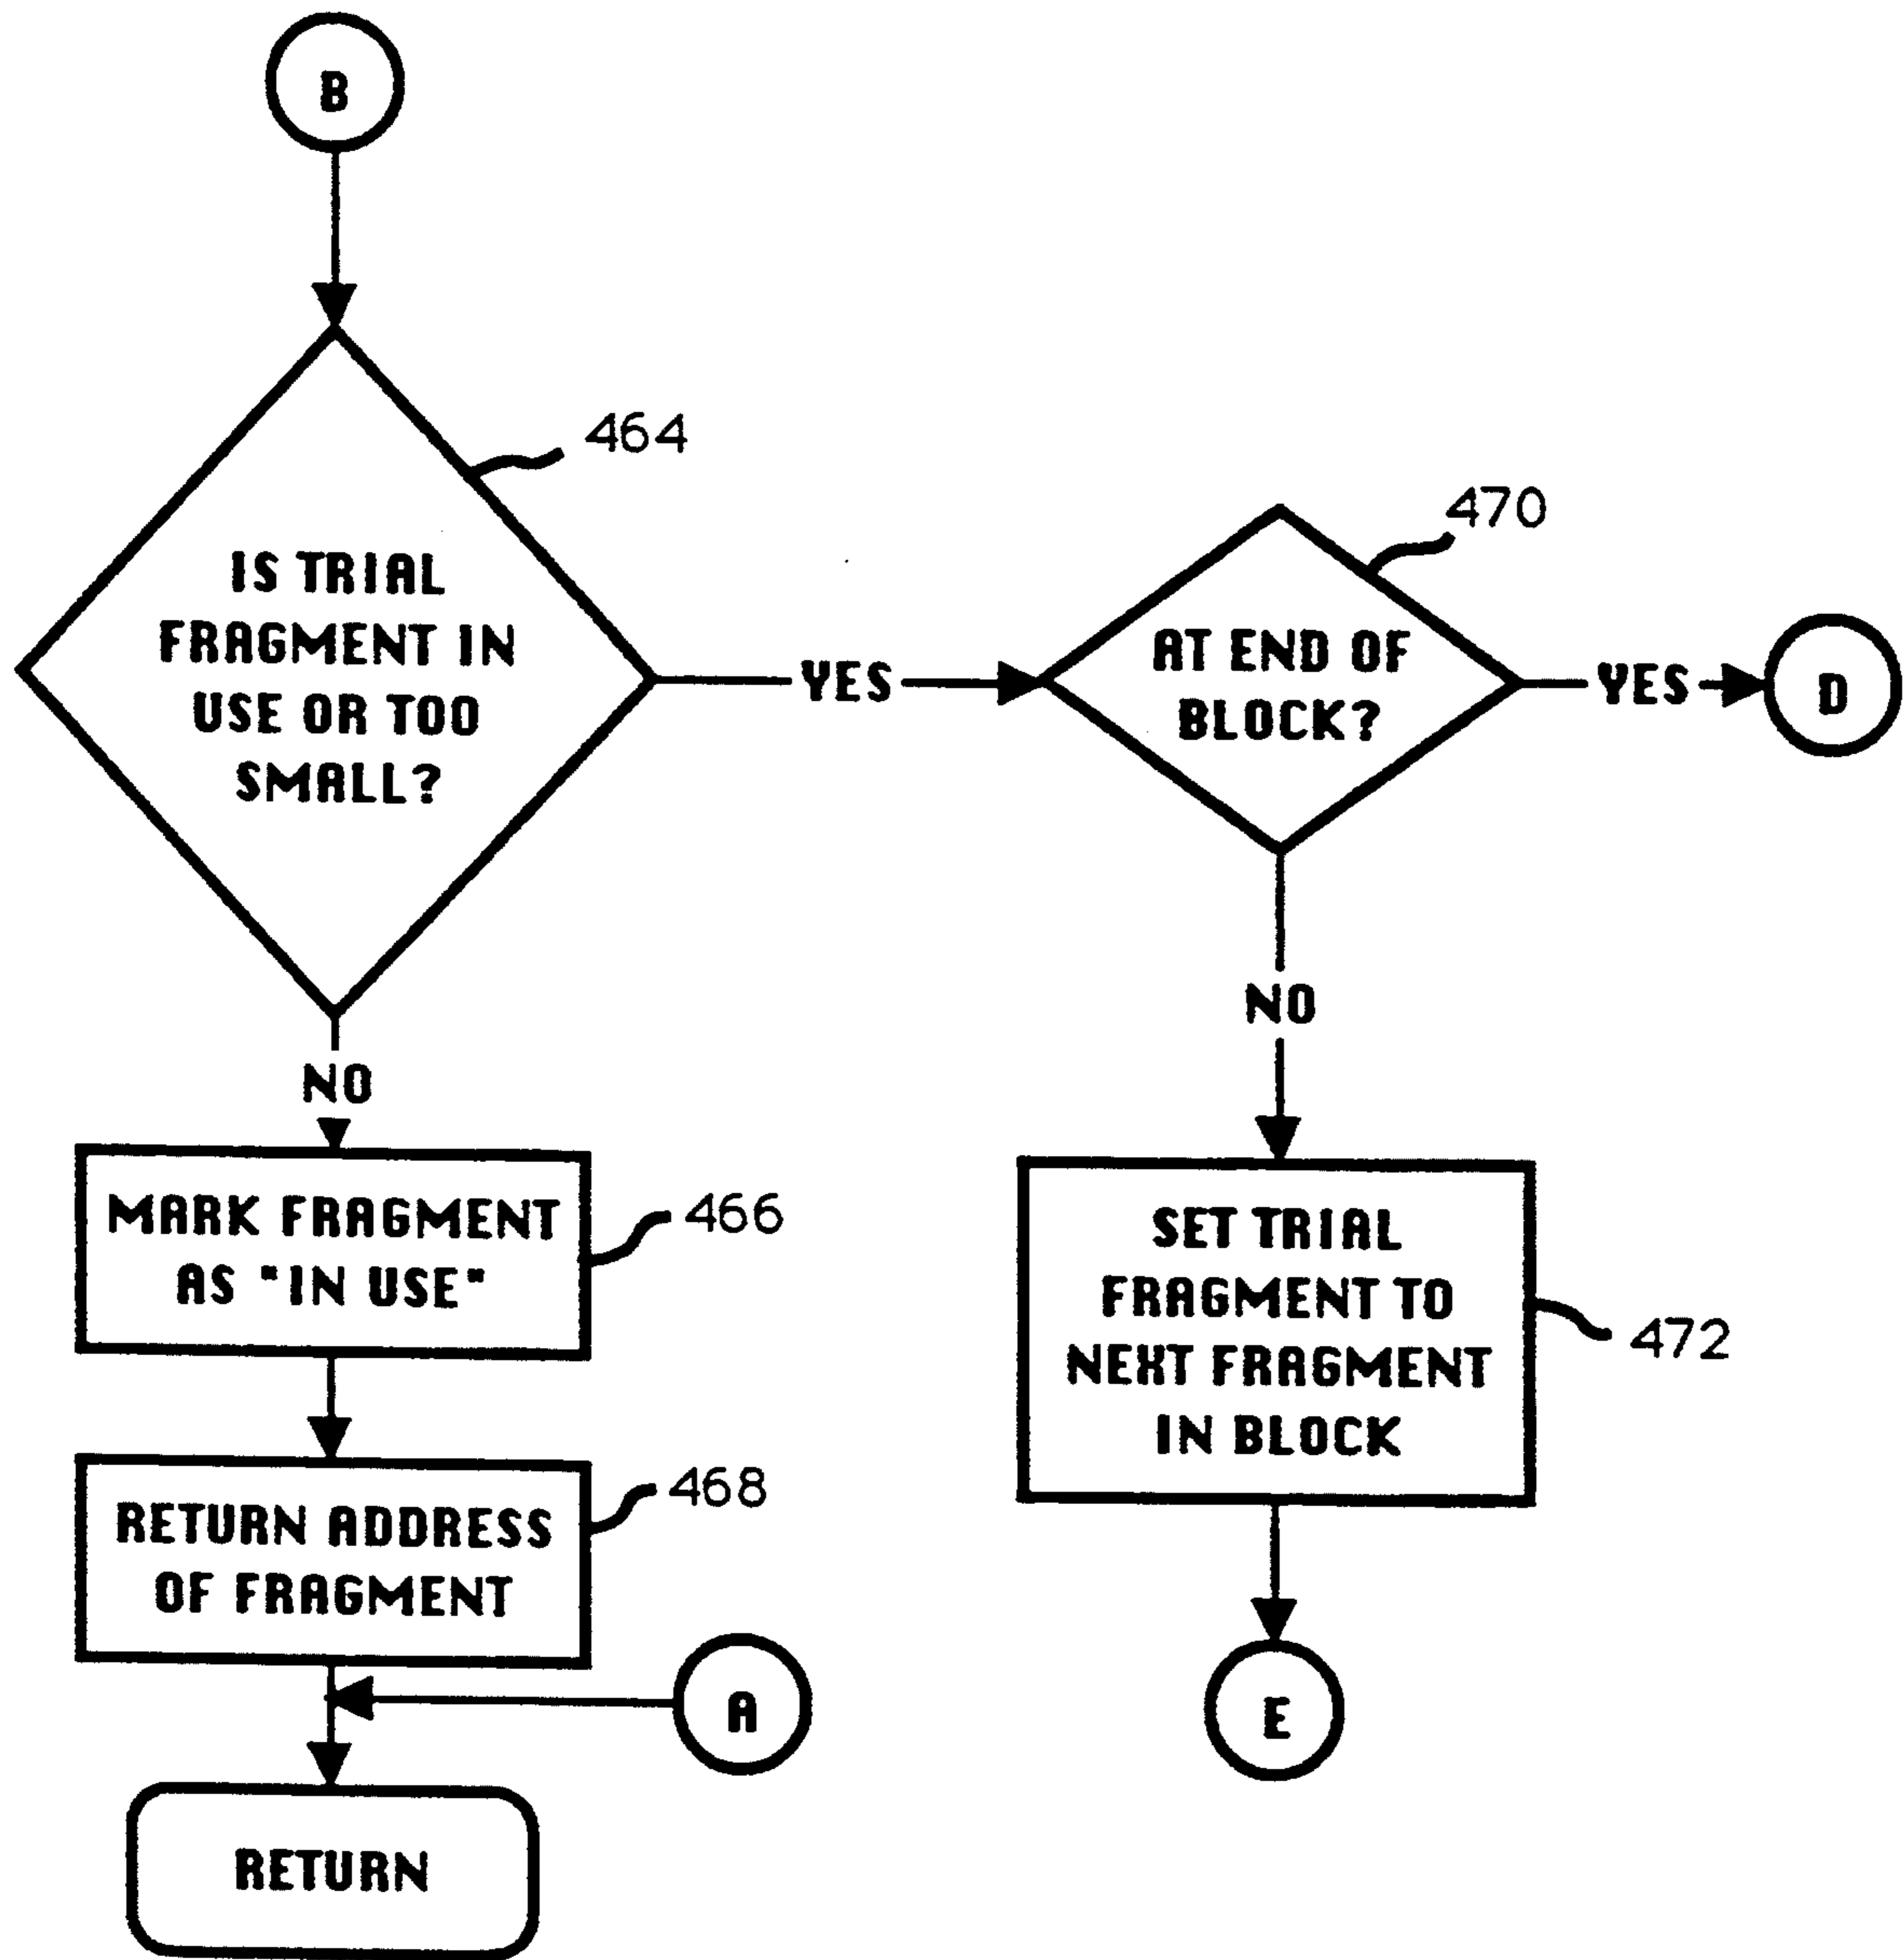 B
464
IS TRIAL
FRAGMENT IN
USE OR TOO
SMALL?
YES
470
AT END OF
BLOCK?
YES
D
NO
NO
MARK FRAGMENT
AS "IN USE"
466
SET TRIAL
FRAGMENT TO
NEXT FRAGMENT
IN BLOCK
472
RETURN ADDRESS
OF FRAGMENT
468
A
E
RETURN